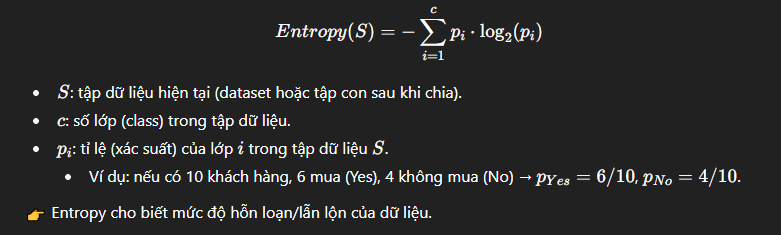 Entropy(S) = −∑_{i=1}^{c} p_i · log_2(p_i)
• S: tập dữ liệu hiện tại (dataset hoặc tập con sau khi chia).
• c: số lớp (class) trong tập dữ liệu.
• p_i: tỉ lệ (xác suất) của lớp i trong tập dữ liệu S.
• Ví dụ: nếu có 10 khách hàng, 6 mua (Yes), 4 không mua (No) → p_{Yes} = 6/10, p_{No} = 4/10.
👉 Entropy cho biết mức độ hỗn loạn/lẫn lộn của dữ liệu.